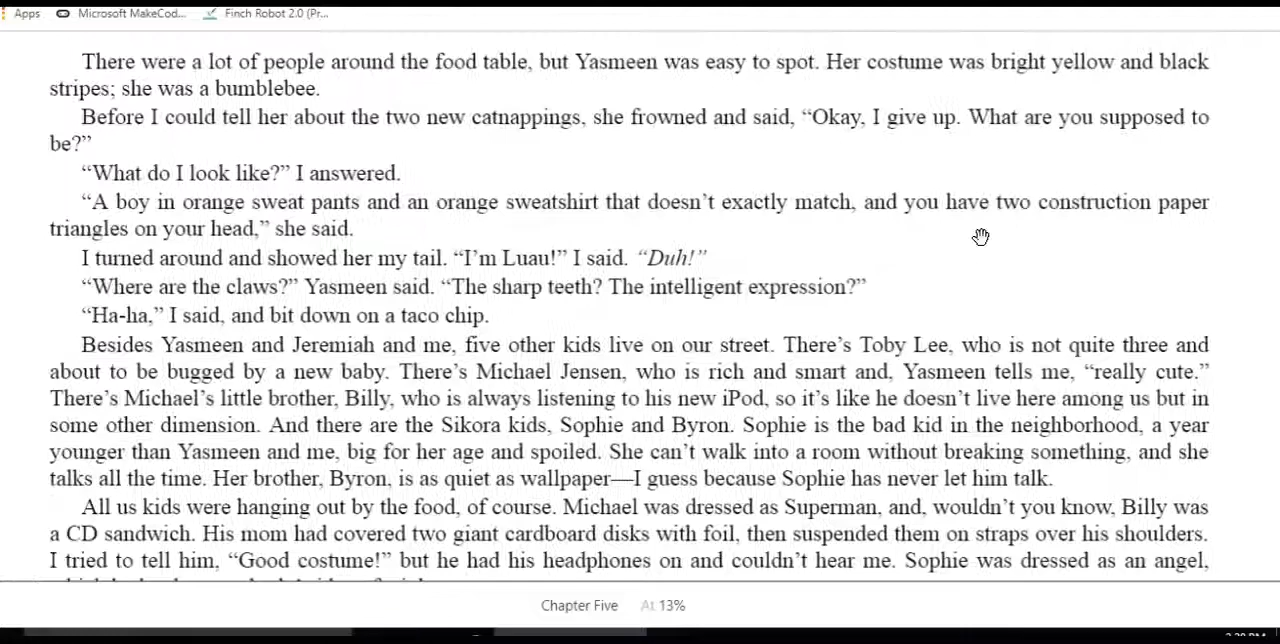 Apps Microsoft MakeCod... Finch Robot 2.0 (Pr...
There were a lot of people around the food table, but Yasmeen was easy to spot. Her costume was bright yellow and black
stripes; she was a bumblebee.
Before I could tell her about the two new catnappings, she frowned and said, “Okay, I give up. What are you supposed to
be?”
“What do I look like?” I answered.
“A boy in orange sweat pants and an orange sweatshirt that doesn’t exactly match, and you have two construction paper
triangles on your head,” she said.
I turned around and showed her my tail. “I’m Luau!” I said. “Duh!”
“Where are the claws?” Yasmeen said. “The sharp teeth? The intelligent expression?”
“Ha-ha,” I said, and bit down on a taco chip.
Besides Yasmeen and Jeremiah and me, five other kids live on our street. There’s Toby Lee, who is not quite three and
about to be bugged by a new baby. There’s Michael Jensen, who is rich and smart and, Yasmeen tells me, “really cute.”
There’s Michael’s little brother, Billy, who is always listening to his new iPod, so it’s like he doesn’t live here among us but in
some other dimension. And there are the Sikora kids, Sophie and Byron. Sophie is the bad kid in the neighborhood, a year
younger than Yasmeen and me, big for her age and spoiled. She can’t walk into a room without breaking something, and she
talks all the time. Her brother, Byron, is as quiet as wallpaper—I guess because Sophie has never let him talk.
All us kids were hanging out by the food, of course. Michael was dressed as Superman, and, wouldn’t you know, Billy was
a CD sandwich. His mom had covered two giant cardboard disks with foil, then suspended them on straps over his shoulders.
I tried to tell him, “Good costume!” but he had his headphones on and couldn’t hear me. Sophie was dressed as an angel,
Chapter Five At 13%